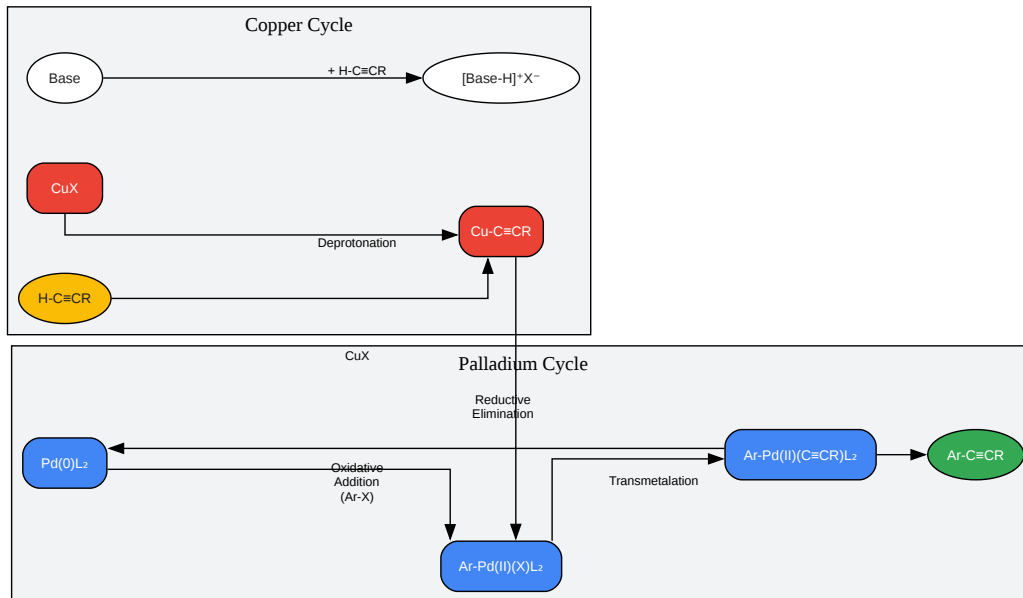 Copper Cycle
Base
+ H-C≡CR
[Base-H]⁺X⁻
CuX
Cu-C≡CR
Deprotonation
H-C≡CR
CuX
Palladium Cycle
Reductive
Elimination
Pd(0)L₂
Oxidative
Addition
(Ar-X)
Ar-Pd(II)(C≡CR)L₂
Ar-C≡CR
Transmetalation
Ar-Pd(II)(X)L₂